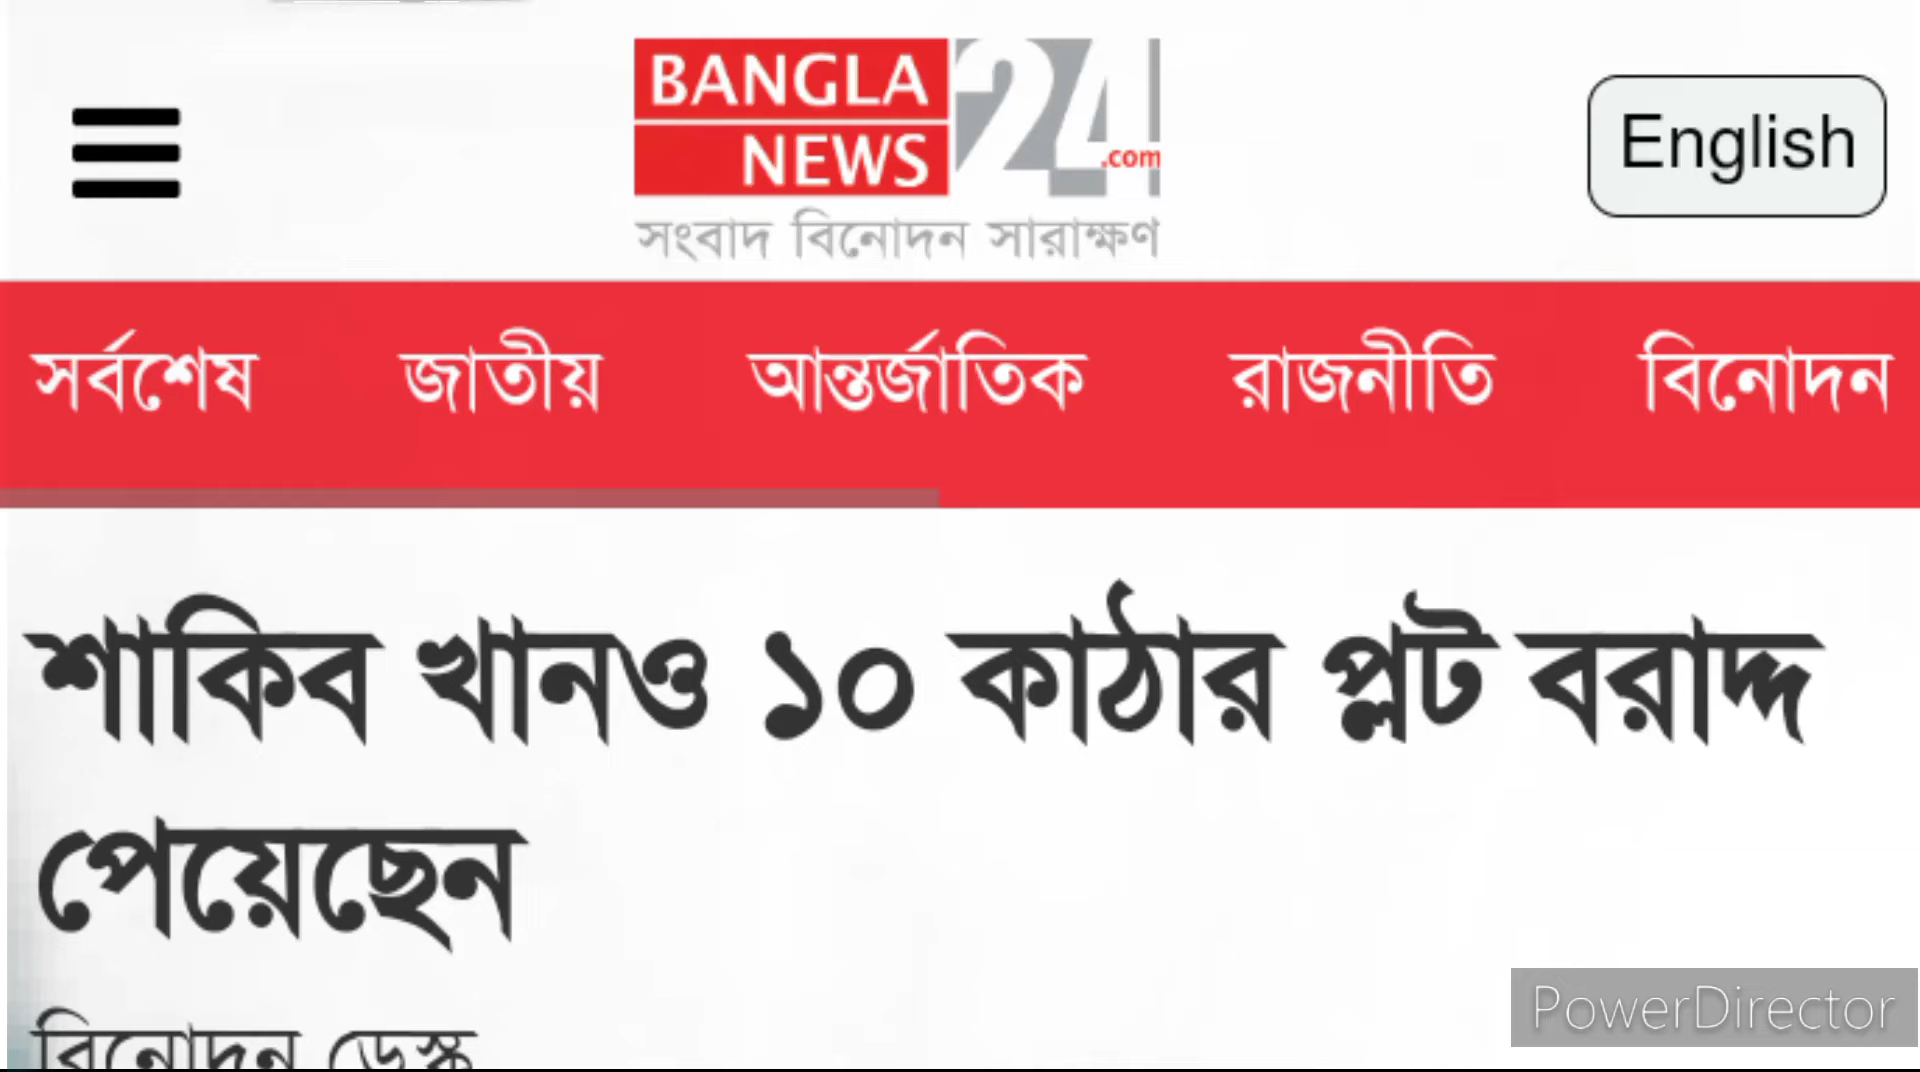 BANGLA
NEWS
24
.com
সংবাদ বিনোদন সারাক্ষণ
English
সর্বশেষ জাতীয় আন্তর্জাতিক রাজনীতি বিনোদন
শাকিব খানও ১০ কাঠার প্লট বরাদ্দ
পেয়েছেন
বিনোদন ডেস্ক
PowerDirector